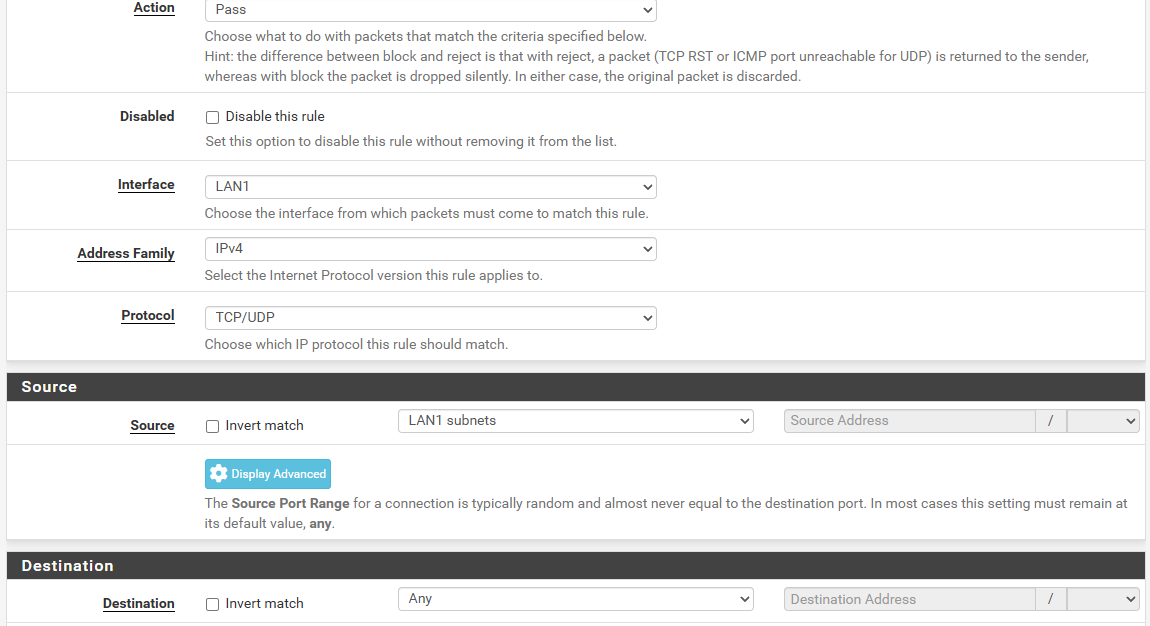 Action
Pass
Choose what to do with packets that match the criteria specified below.
Hint: the difference between block and reject is that with reject, a packet (TCP RST or ICMP port unreachable for UDP) is returned to the sender,
whereas with block the packet is dropped silently. In either case, the original packet is discarded.
Disabled
Disable this rule
Set this option to disable this rule without removing it from the list.
Interface
LAN1
Choose the interface from which packets must come to match this rule.
Address Family
IPv4
Select the Internet Protocol version this rule applies to.
Protocol
TCP/UDP
Choose which IP protocol this rule should match.
Source
Source
Invert match
LAN1 subnets
Source Address
/
Display Advanced
The Source Port Range for a connection is typically random and almost never equal to the destination port. In most cases this setting must remain at
its default value, any.
Destination
Destination
Invert match
Any
Destination Address
/